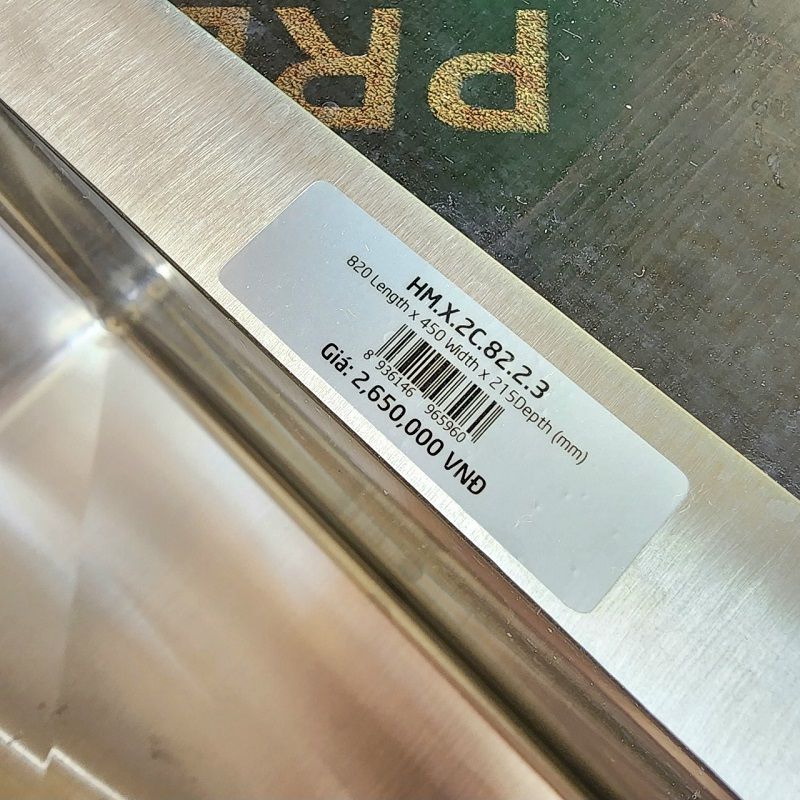 PRE
HM.X.2C.82.2.3
820 Length x 450 Width x 215Depth (mm)
8 936146 965960
Giá: 2,650,000 VNĐ